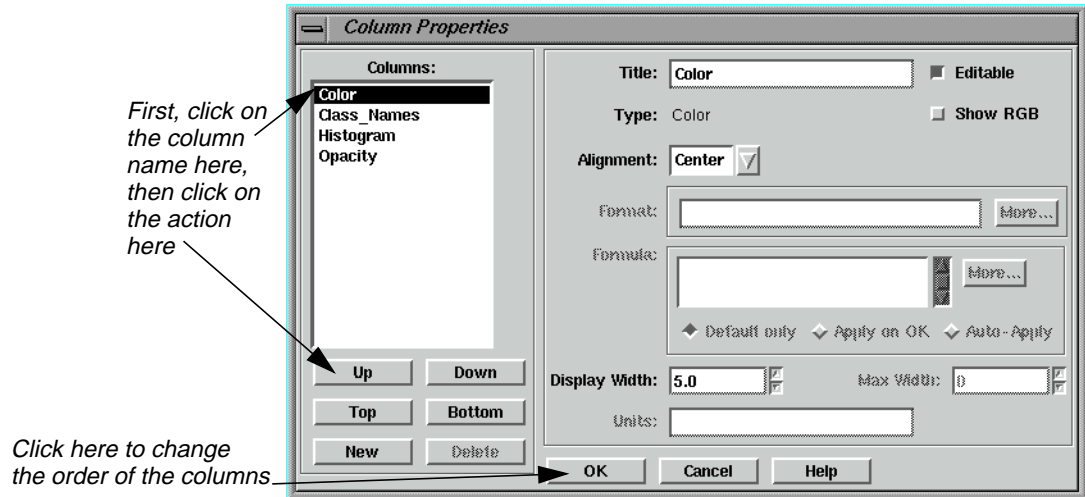 Column Properties
Columns:
Color
Class_Names
Histogram
Opacity
Up Down
Top Bottom
New Delete
Title: Color Editable
Type: Color Show RGB
Alignment: Center
Format: More...
Formula: More...
Default only Apply on OK Auto-Apply
Display Width: 5.0 Max Width: 0
Units:
OK Cancel Help
First, click on
the column
name here,
then click on
the action
here
Click here to change
the order of the columns